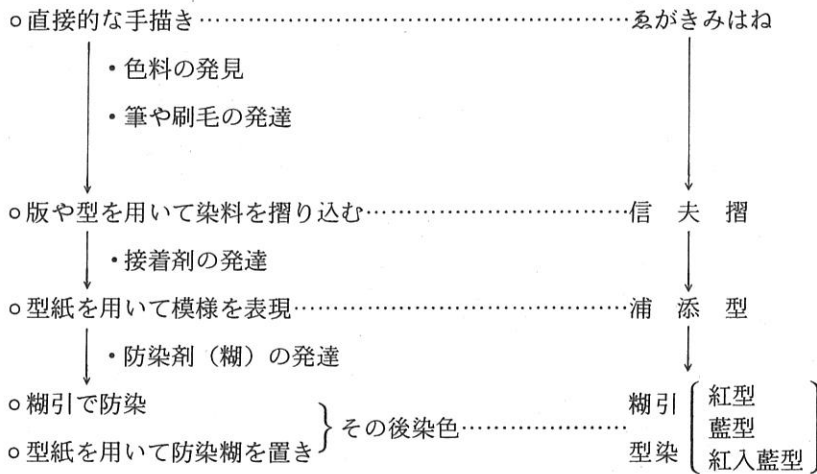 ○直接的な手描き……………………………………ゑがきみはね
・色料の発見
・筆や刷毛の発達
○版や型を用いて染料を摺り込む……………………………信夫摺
・接着剤の発達
○型紙を用いて模様を表現……………………………………浦添型
・防染剤（糊）の発達
○糊引で防染
○型紙を用いて防染糊を置き
その後染色………………
糊引
型染
紅型
藍型
紅入藍型